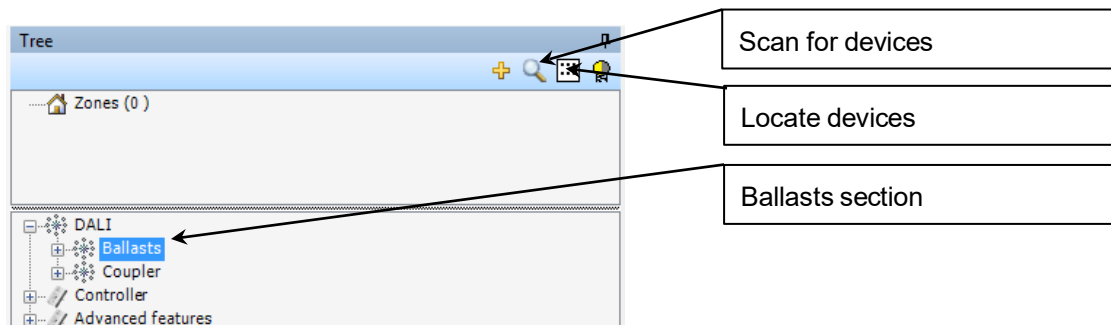 Tree
Scan for devices
Zones (0 )
Locate devices
Ballasts section
DALI
Ballasts
Coupler
Controller
Advanced features